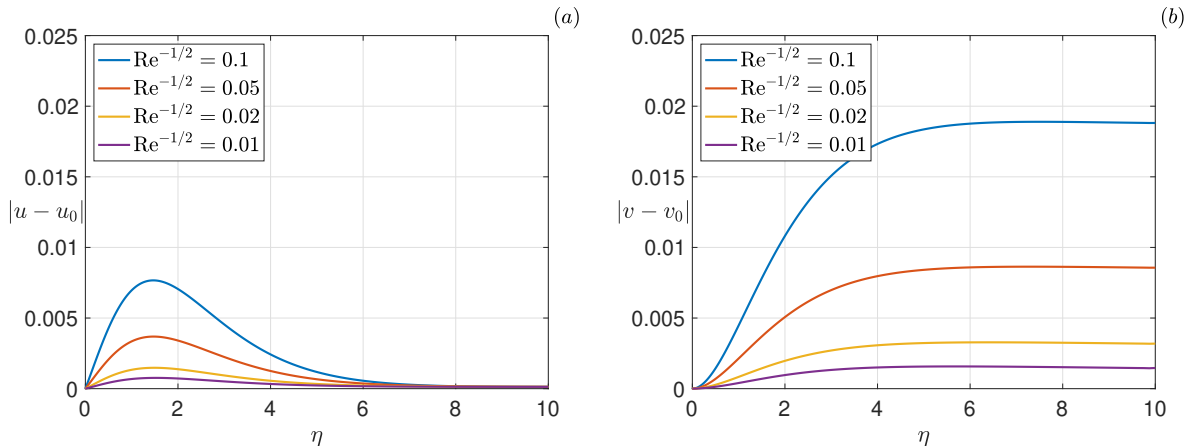 (a)
0.025
0.02
0.015
0.01
0.005
0
|u − u₀|
Re⁻¹/² = 0.1
Re⁻¹/² = 0.05
Re⁻¹/² = 0.02
Re⁻¹/² = 0.01
0 2 4 6 8 10
η
(b)
0.025
0.02
0.015
0.01
0.005
0
|v − v₀|
Re⁻¹/² = 0.1
Re⁻¹/² = 0.05
Re⁻¹/² = 0.02
Re⁻¹/² = 0.01
0 2 4 6 8 10
η